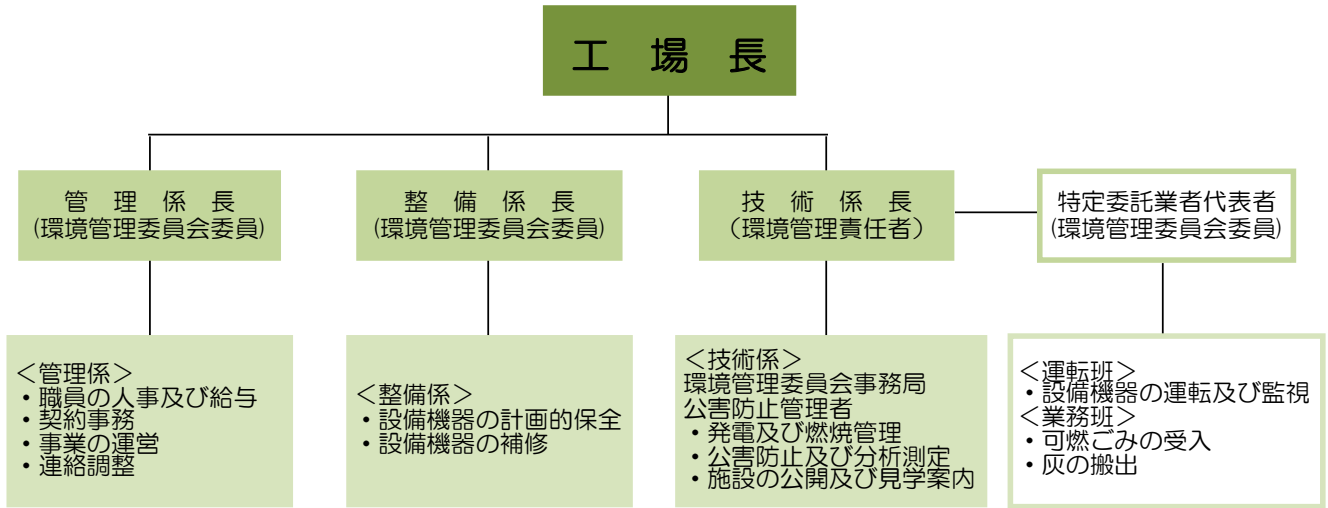 工 場 長
管 理 係 長
(環境管理委員会委員)
整 備 係 長
(環境管理委員会委員)
技 術 係 長
(環境管理責任者)
特定委託業者代表者
(環境管理委員会委員)
＜管理係＞
・職員の人事及び給与
・契約事務
・事業の運営
・連絡調整
＜整備係＞
・設備機器の計画的保全
・設備機器の補修
＜技術係＞
環境管理委員会事務局
公害防止管理者
・発電及び燃焼管理
・公害防止及び分析測定
・施設の公開及び見学案内
＜運転班＞
・設備機器の運転及び監視
＜業務班＞
・可燃ごみの受入
・灰の搬出